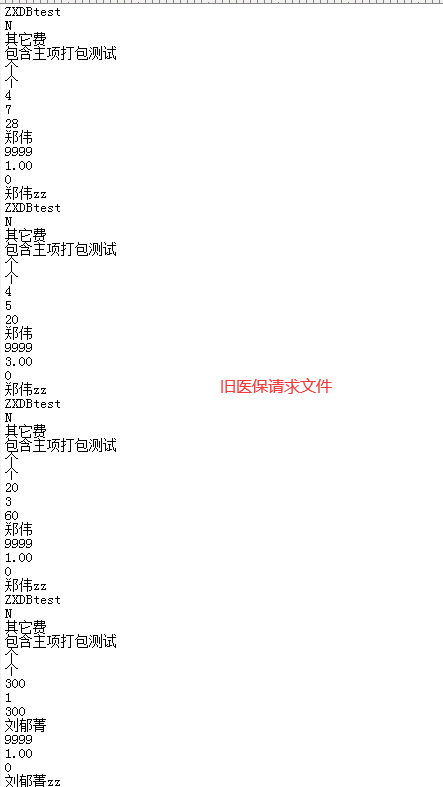 ZXDBtest
N
其它费
包含主项打包测试
个
个
4
7
28
郑伟
9999
1.00
0
郑伟zz
ZXDBtest
N
其它费
包含主项打包测试
个
个
4
5
20
郑伟
9999
3.00
0
郑伟zz
ZXDBtest
N
其它费
包含主项打包测试
个
个
20
3
60
郑伟
9999
1.00
0
郑伟zz
ZXDBtest
N
其它费
包含主项打包测试
个
个
300
1
300
刘郁菁
9999
1.00
0
刘郁菁zz
旧医保请求文件